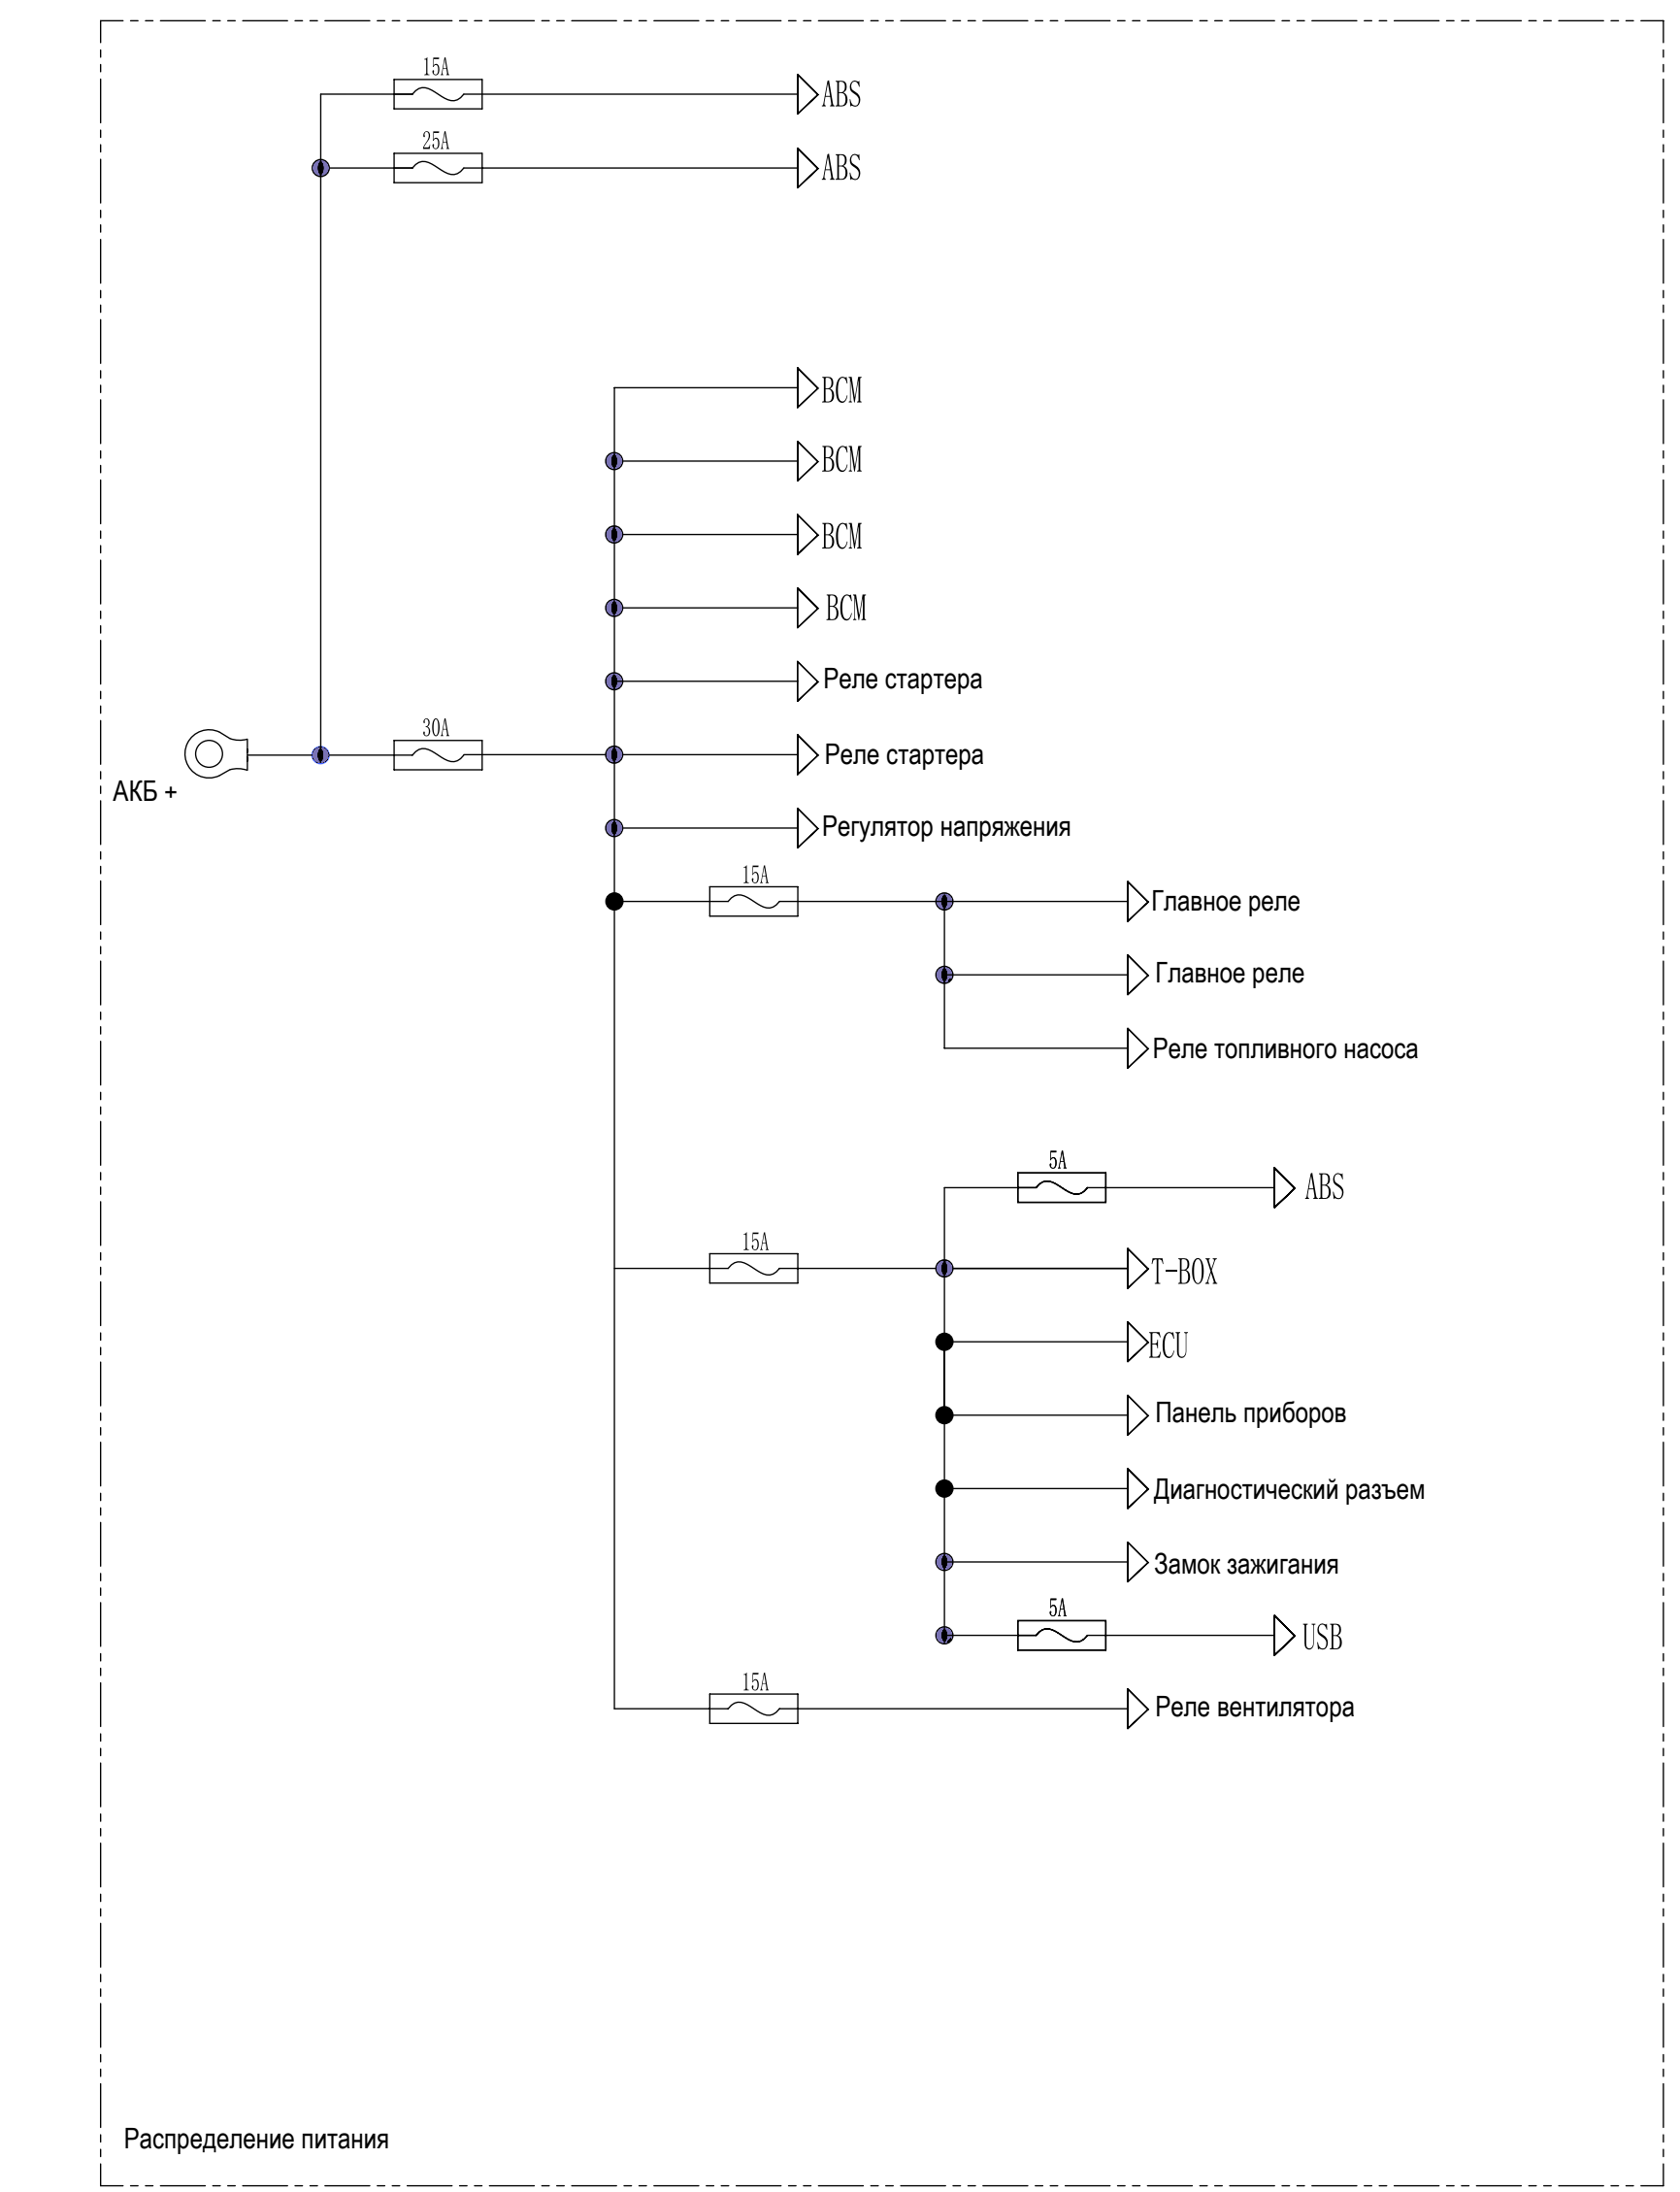 15A
ABS
25A
ABS
BCM
BCM
BCM
BCM
Реле стартера
30A
Реле стартера
АКБ +
Регулятор напряжения
15A
Главное реле
Главное реле
Реле топливного насоса
5A
ABS
15A
T-BOX
ECU
Панель приборов
Диагностический разъем
Замок зажигания
5A
USB
15A
Реле вентилятора
Распределение питания